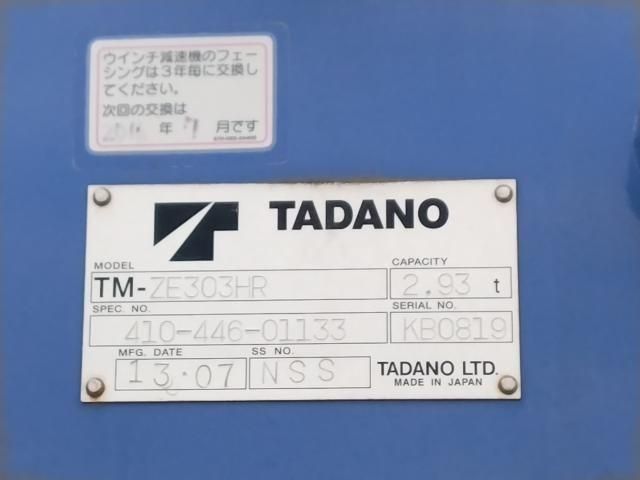 ウインチ減速機のフェー
シングは3年毎に交換し
てください。
次回の交換は
年 7 月です
TADANO
MODEL
TM-ZE303HR
CAPACITY
2.93 t
SPEC. NO.
410-446-01133
SERIAL NO.
KB0819
MFG. DATE
13.07
SS NO.
NSS
TADANO LTD.
MADE IN JAPAN